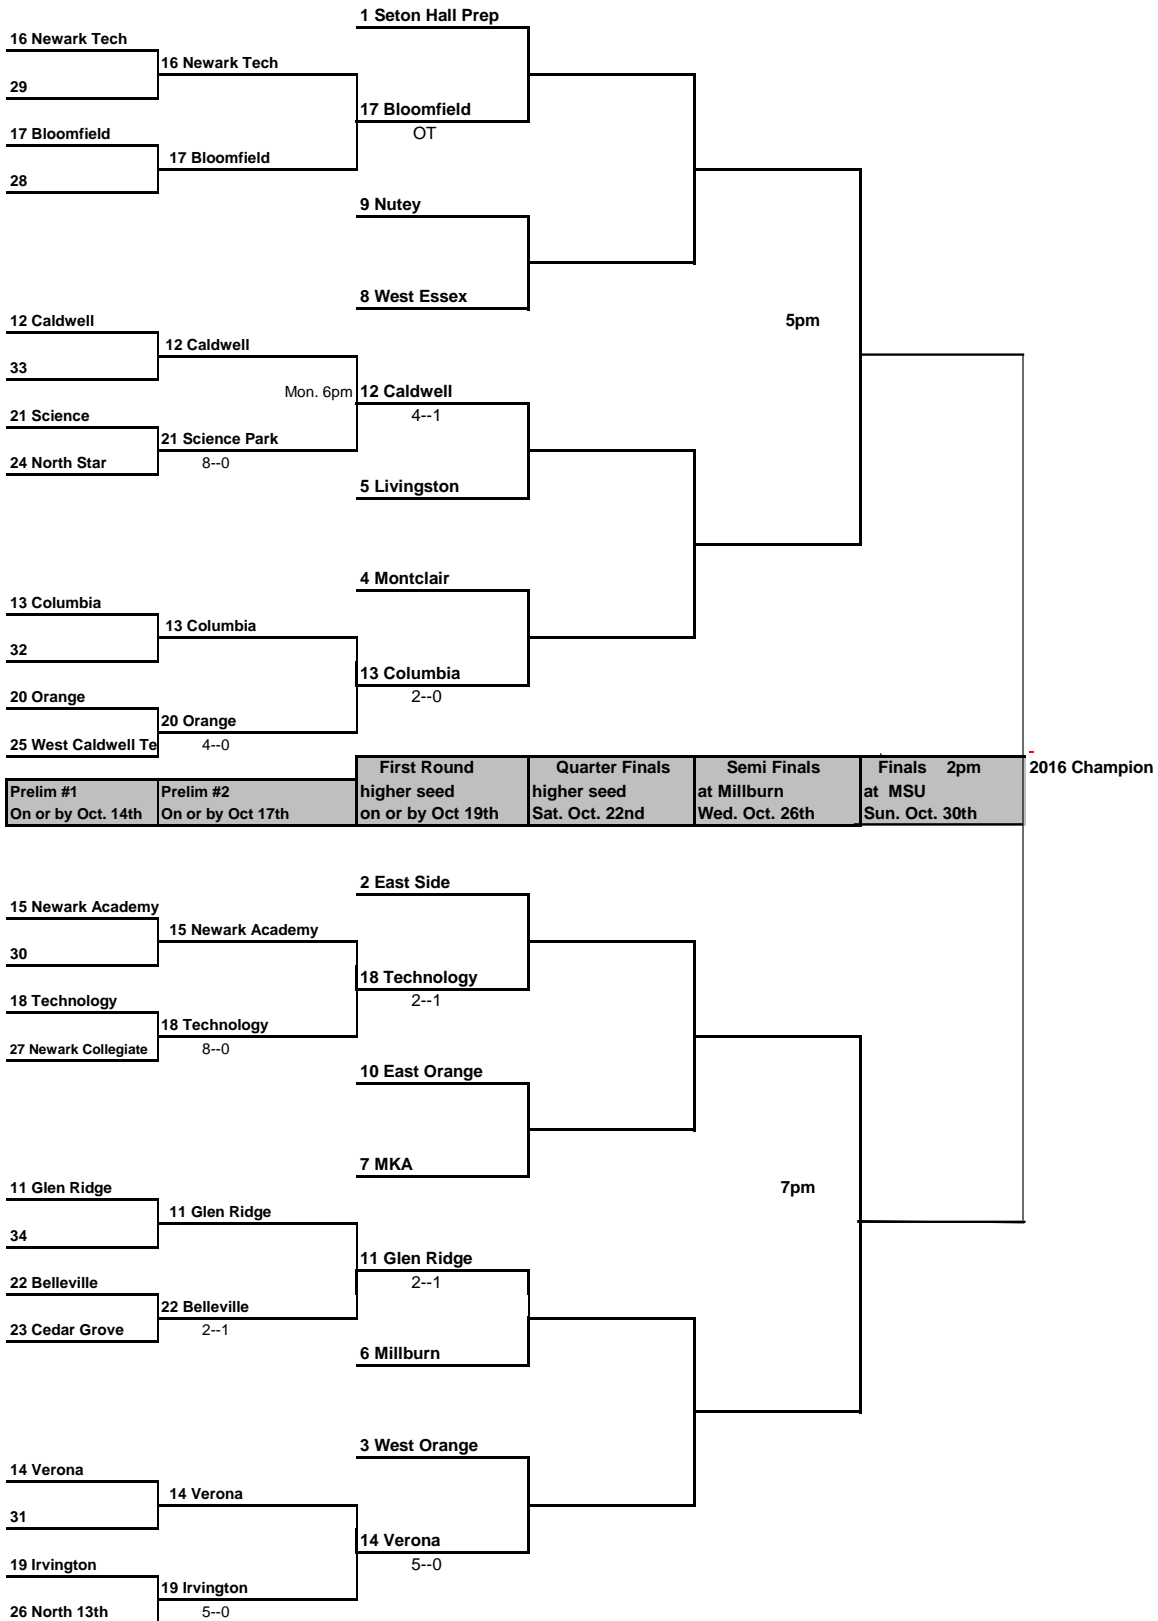 1 Seton Hall Prep
16 Newark Tech
16 Newark Tech
29
17 Bloomfield
OT
17 Bloomfield
17 Bloomfield
28
9 Nutey
8 West Essex
12 Caldwell
5pm
12 Caldwell
33
Mon. 6pm
12 Caldwell
4--1
21 Science
21 Science Park
8--0
24 North Star
5 Livingston
4 Montclair
13 Columbia
13 Columbia
32
13 Columbia
2--0
20 Orange
20 Orange
4--0
25 West Caldwell Te
Prelim #1
On or by Oct. 14th
Prelim #2
On or by Oct 17th
First Round
higher seed
on or by Oct 19th
Quarter Finals
higher seed
Sat. Oct. 22nd
Semi Finals
at Millburn
Wed. Oct. 26th
Finals 2pm
at MSU
Sun. Oct. 30th
2016 Champion
2 East Side
15 Newark Academy
15 Newark Academy
30
18 Technology
2--1
18 Technology
18 Technology
8--0
27 Newark Collegiate
10 East Orange
7 MKA
7pm
11 Glen Ridge
11 Glen Ridge
34
11 Glen Ridge
2--1
22 Belleville
22 Belleville
2--1
23 Cedar Grove
6 Millburn
3 West Orange
14 Verona
14 Verona
31
14 Verona
5--0
19 Irvington
19 Irvington
5--0
26 North 13th